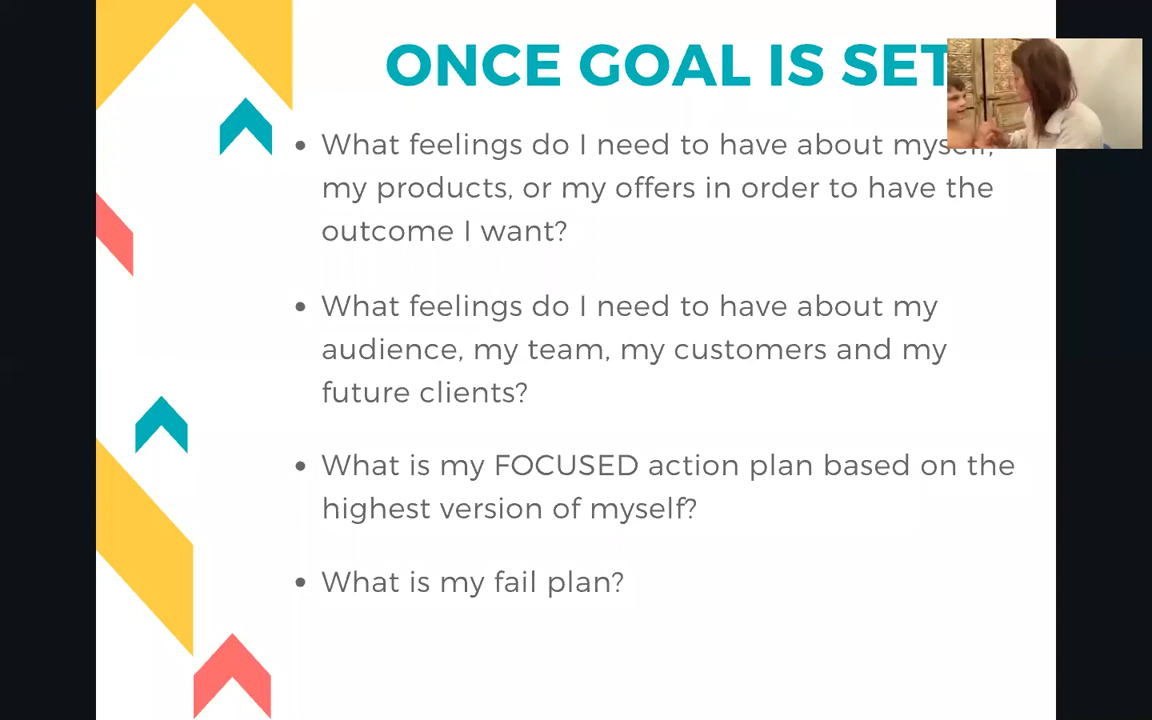 ONCE GOAL IS SET
What feelings do I need to have about myself,
my products, or my offers in order to have the
outcome I want?
What feelings do I need to have about my
audience, my team, my customers and my
future clients?
What is my FOCUSED action plan based on the
highest version of myself?
What is my fail plan?